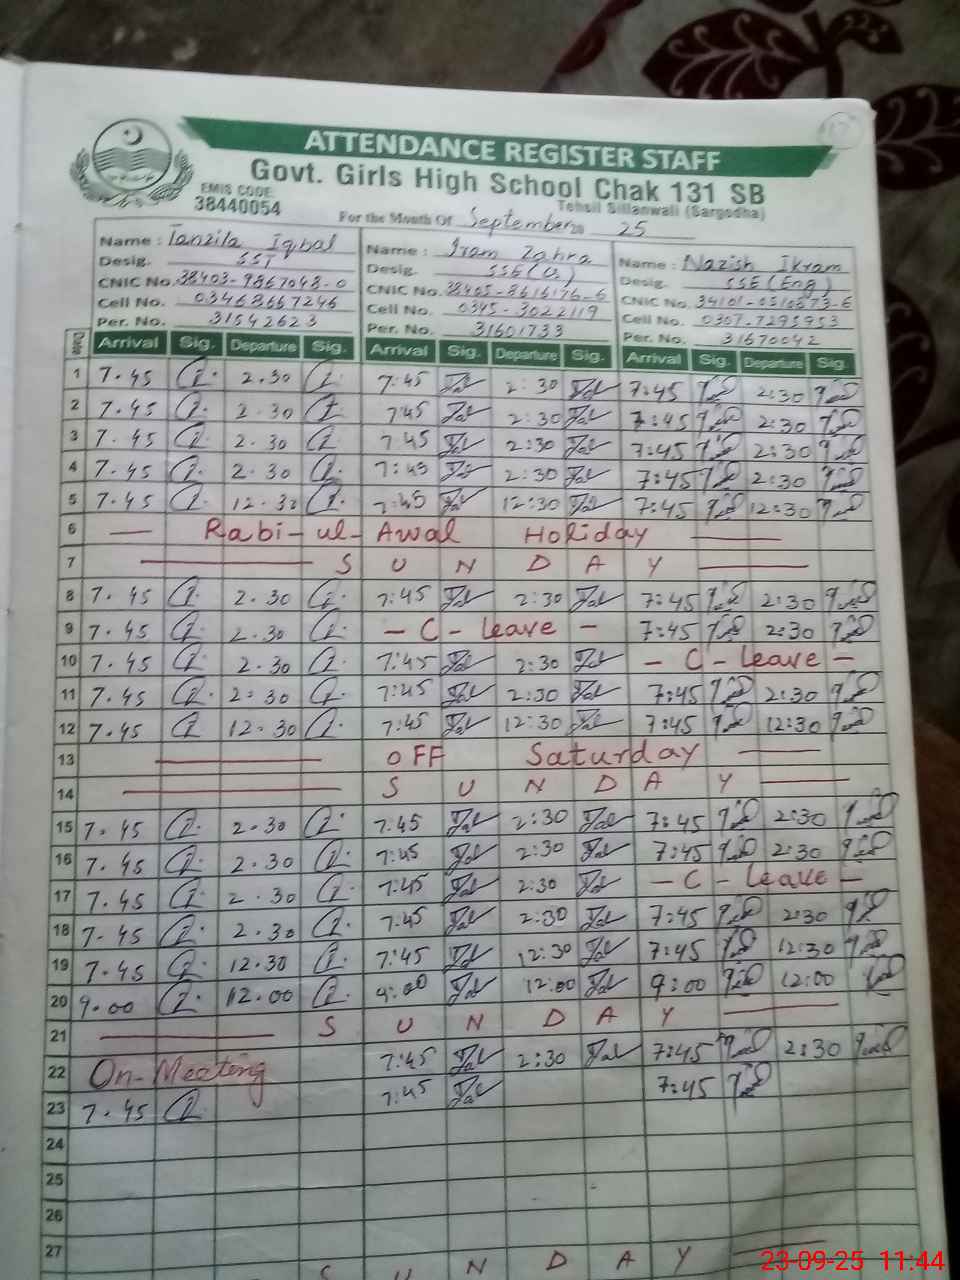 17
ATTENDANCE REGISTER STAFF
Govt. Girls High School Chak 131 SB
EMIS CODE
38440054
Tehsil Sillanwali (Sargodha)
For the Month Of September 20 25
Name : Tanzila Iqbal
Desig. SST
CNIC No. 38403-9867048-0
Cell No. 03468667246
Per. No. 31542623
Name : Iram Zahra
Desig. SSE(U.)
CNIC No. 38405-8616176-6
Cell No. 0345-3022119
Per. No. 31601733
Name : Nazish Ikram
Desig. SSE(Eng)
CNIC No. 34101-0510873-6
Cell No. 0307-7295953
Per. No. 31670042
Date Arrival Sig. Departure Sig. Arrival Sig. Departure Sig. Arrival Sig. Departure Sig.
1 7.45 2.30 7:45 2:30 7:45 2:30
2 7.45 2.30 7:45 2:30 7:45 2:30
3 7.45 2.30 7:45 2:30 7:45 2:30
4 7.45 2.30 7:45 2:30 7:45 2:30
5 7.45 12.30 7:45 12:30 7:45 12:30
6 — Rabi-ul-Awal Holiday —
7 — S U N D A Y —
8 7.45 2.30 7:45 2:30 7:45 2:30
9 7.45 2.30 - C - Leave - 7:45 2:30
10 7.45 2.30 7:45 2:30 - C - Leave -
11 7.45 2.30 7:45 2:30 7:45 2:30
12 7.45 12.30 7:45 12:30 7:45 12:30
13 — OFF Saturday —
14 — S U N D A Y —
15 7.45 2.30 7:45 2:30 7:45 2:30
16 7.45 2.30 7:45 2:30 7:45 2:30
17 7.45 2.30 7:45 2:30 - C - Leave -
18 7.45 2.30 7:45 2:30 7:45 2:30
19 7.45 12.30 7:45 12:30 7:45 12:30
20 9.00 12.00 9:00 12:00 9:00 12:00
21 — S U N D A Y —
22 On-Meeting 7:45 2:30 7:45 2:30
23 7.45 7:45 7:45
24
25
26
27
S U N D A Y —
23-09-25 11:44